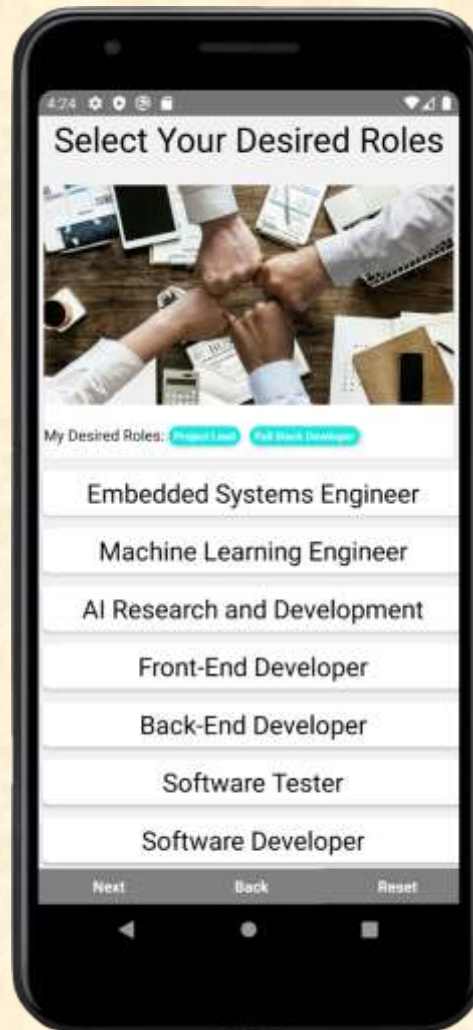 4:24
Select Your Desired Roles
BUS
My Desired Roles: Project Lead Full Stack Developer
Embedded Systems Engineer
Machine Learning Engineer
AI Research and Development
Front-End Developer
Back-End Developer
Software Tester
Software Developer
Next Back Reset